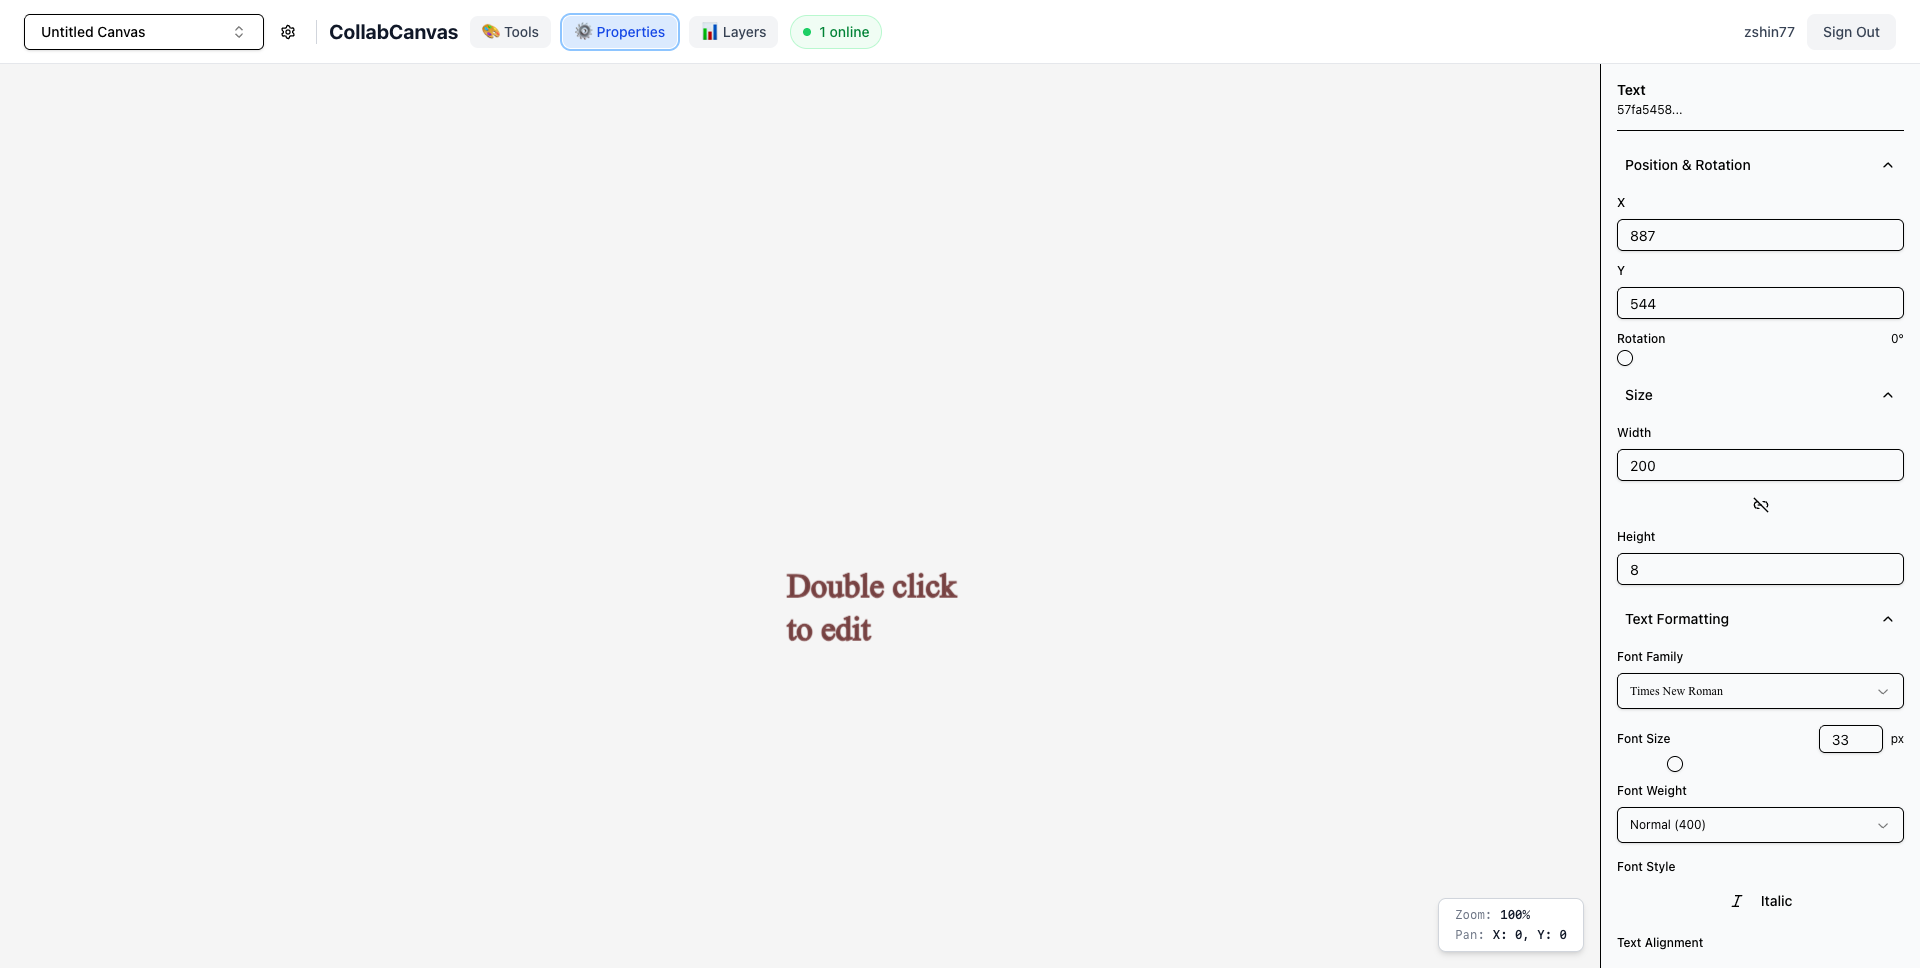 Untitled Canvas
CollabCanvas
Tools
Properties
Layers
1 online
zshin77
Sign Out
Double click
to edit
Zoom: 100%
Pan: X: 0, Y: 0
Text
57fa5458...
Position & Rotation
X
887
Y
544
Rotation 0°
Size
Width
200
Height
8
Text Formatting
Font Family
Times New Roman
Font Size 33 px
Font Weight
Normal (400)
Font Style
Italic
Text Alignment